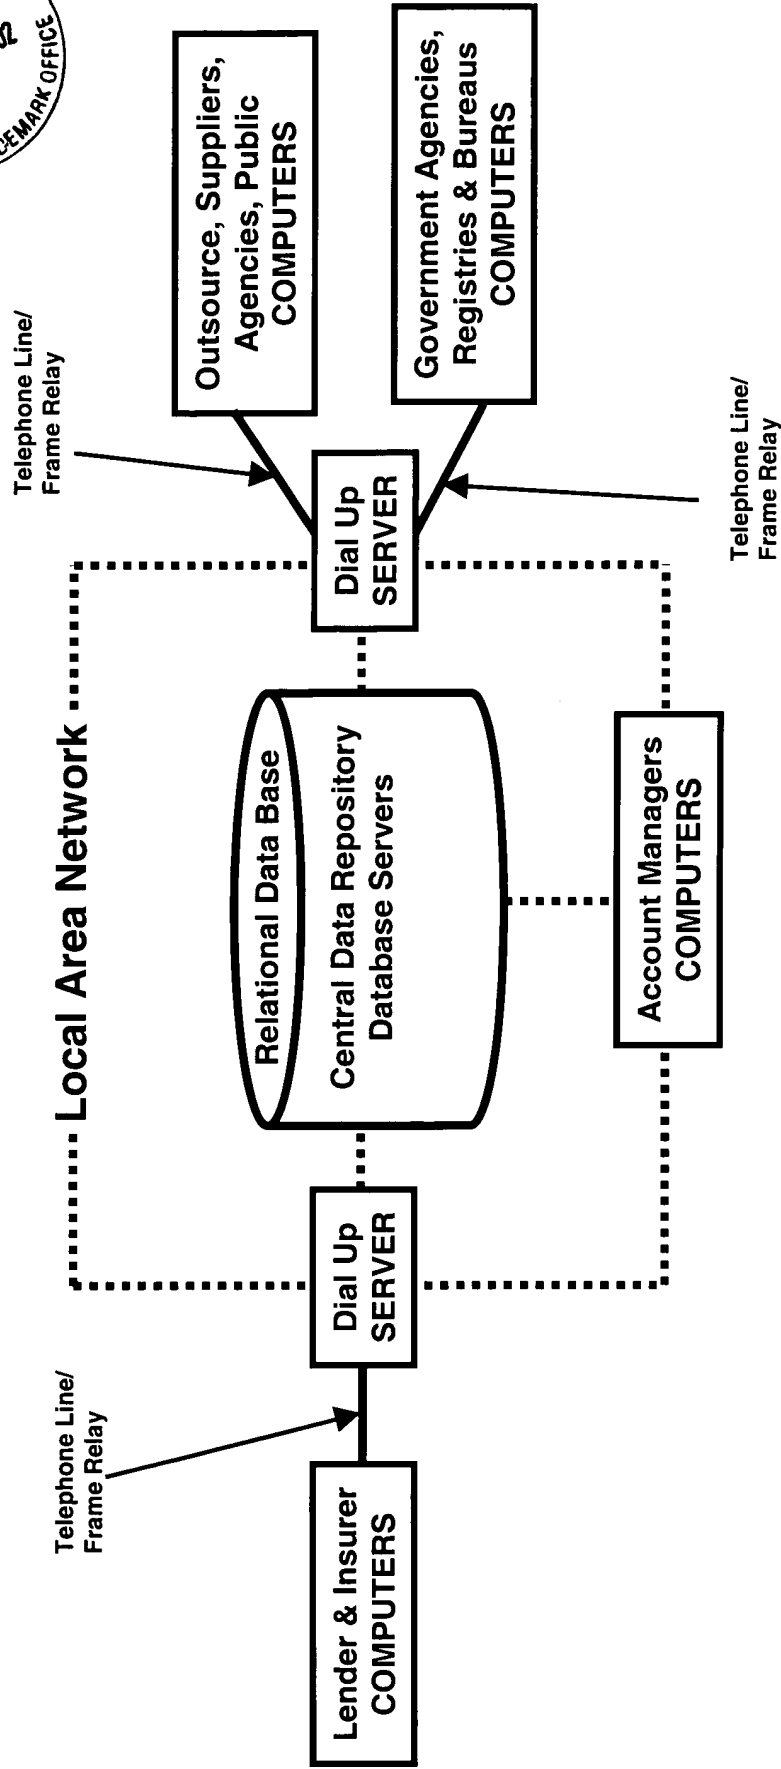 EMARK OFFICE
Telephone Line/
Frame Relay
Local Area Network
Telephone Line/
Frame Relay
Lender & Insurer
COMPUTERS
Dial Up
SERVER
Relational Data Base
Central Data Repository
Database Servers
Dial Up
SERVER
Outsource, Suppliers,
Agencies, Public
COMPUTERS
Government Agencies,
Registries & Bureaus
COMPUTERS
Account Managers
COMPUTERS
Telephone Line/
Frame Relay